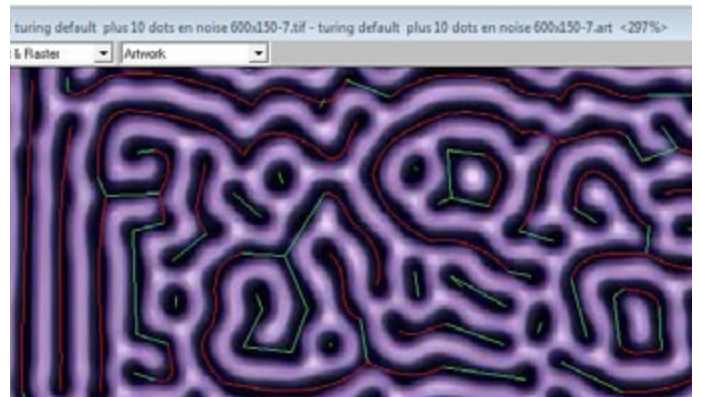 turing default plus 10 dots en noise 600x150-7.tif - turing default plus 10 dots en noise 600x150-7.art <297%>
& Raster Artwork